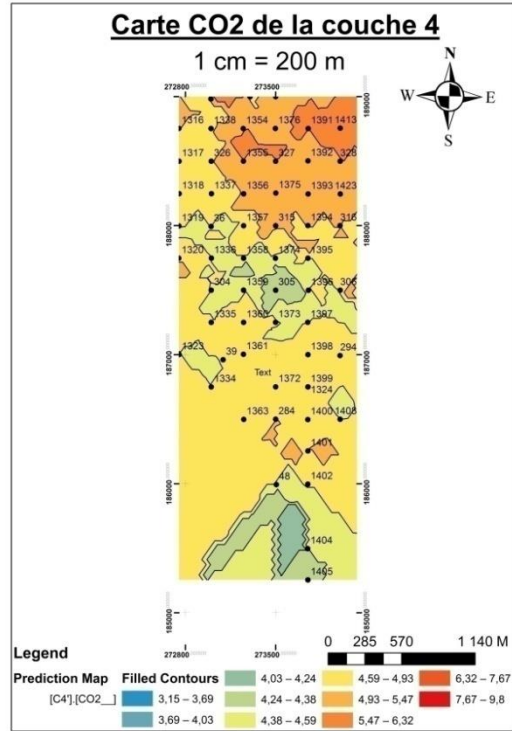 Carte CO2 de la couche 4
1 cm = 200 m
N
W E
S
272800 273500
189000
1316 1338 1354 1376 1391 1413
1317 326 1355 327 1392 328
1318 1337 1356 1375 1393 1423
1319 36 1357 315 1394 316
188000 188000
1320 1336 1358 1374 1395
304 1359 305 1396 306
1335 1360 1373 1397
1323 39 1361 1398 294
187000 187000
Text
1334 1372 1399
1324
1363 284 1400 1408
1401
186000 186000
48 1402
1404
1405
185000 185000
272800 273500
Legend
0 285 570 1 140 M
Prediction Map
[C4'].[CO2__]
Filled Contours
3,15 – 3,69
3,69 – 4,03
4,03 – 4,24
4,24 – 4,38
4,38 – 4,59
4,59 – 4,93
4,93 – 5,47
5,47 – 6,32
6,32 – 7,67
7,67 – 9,8